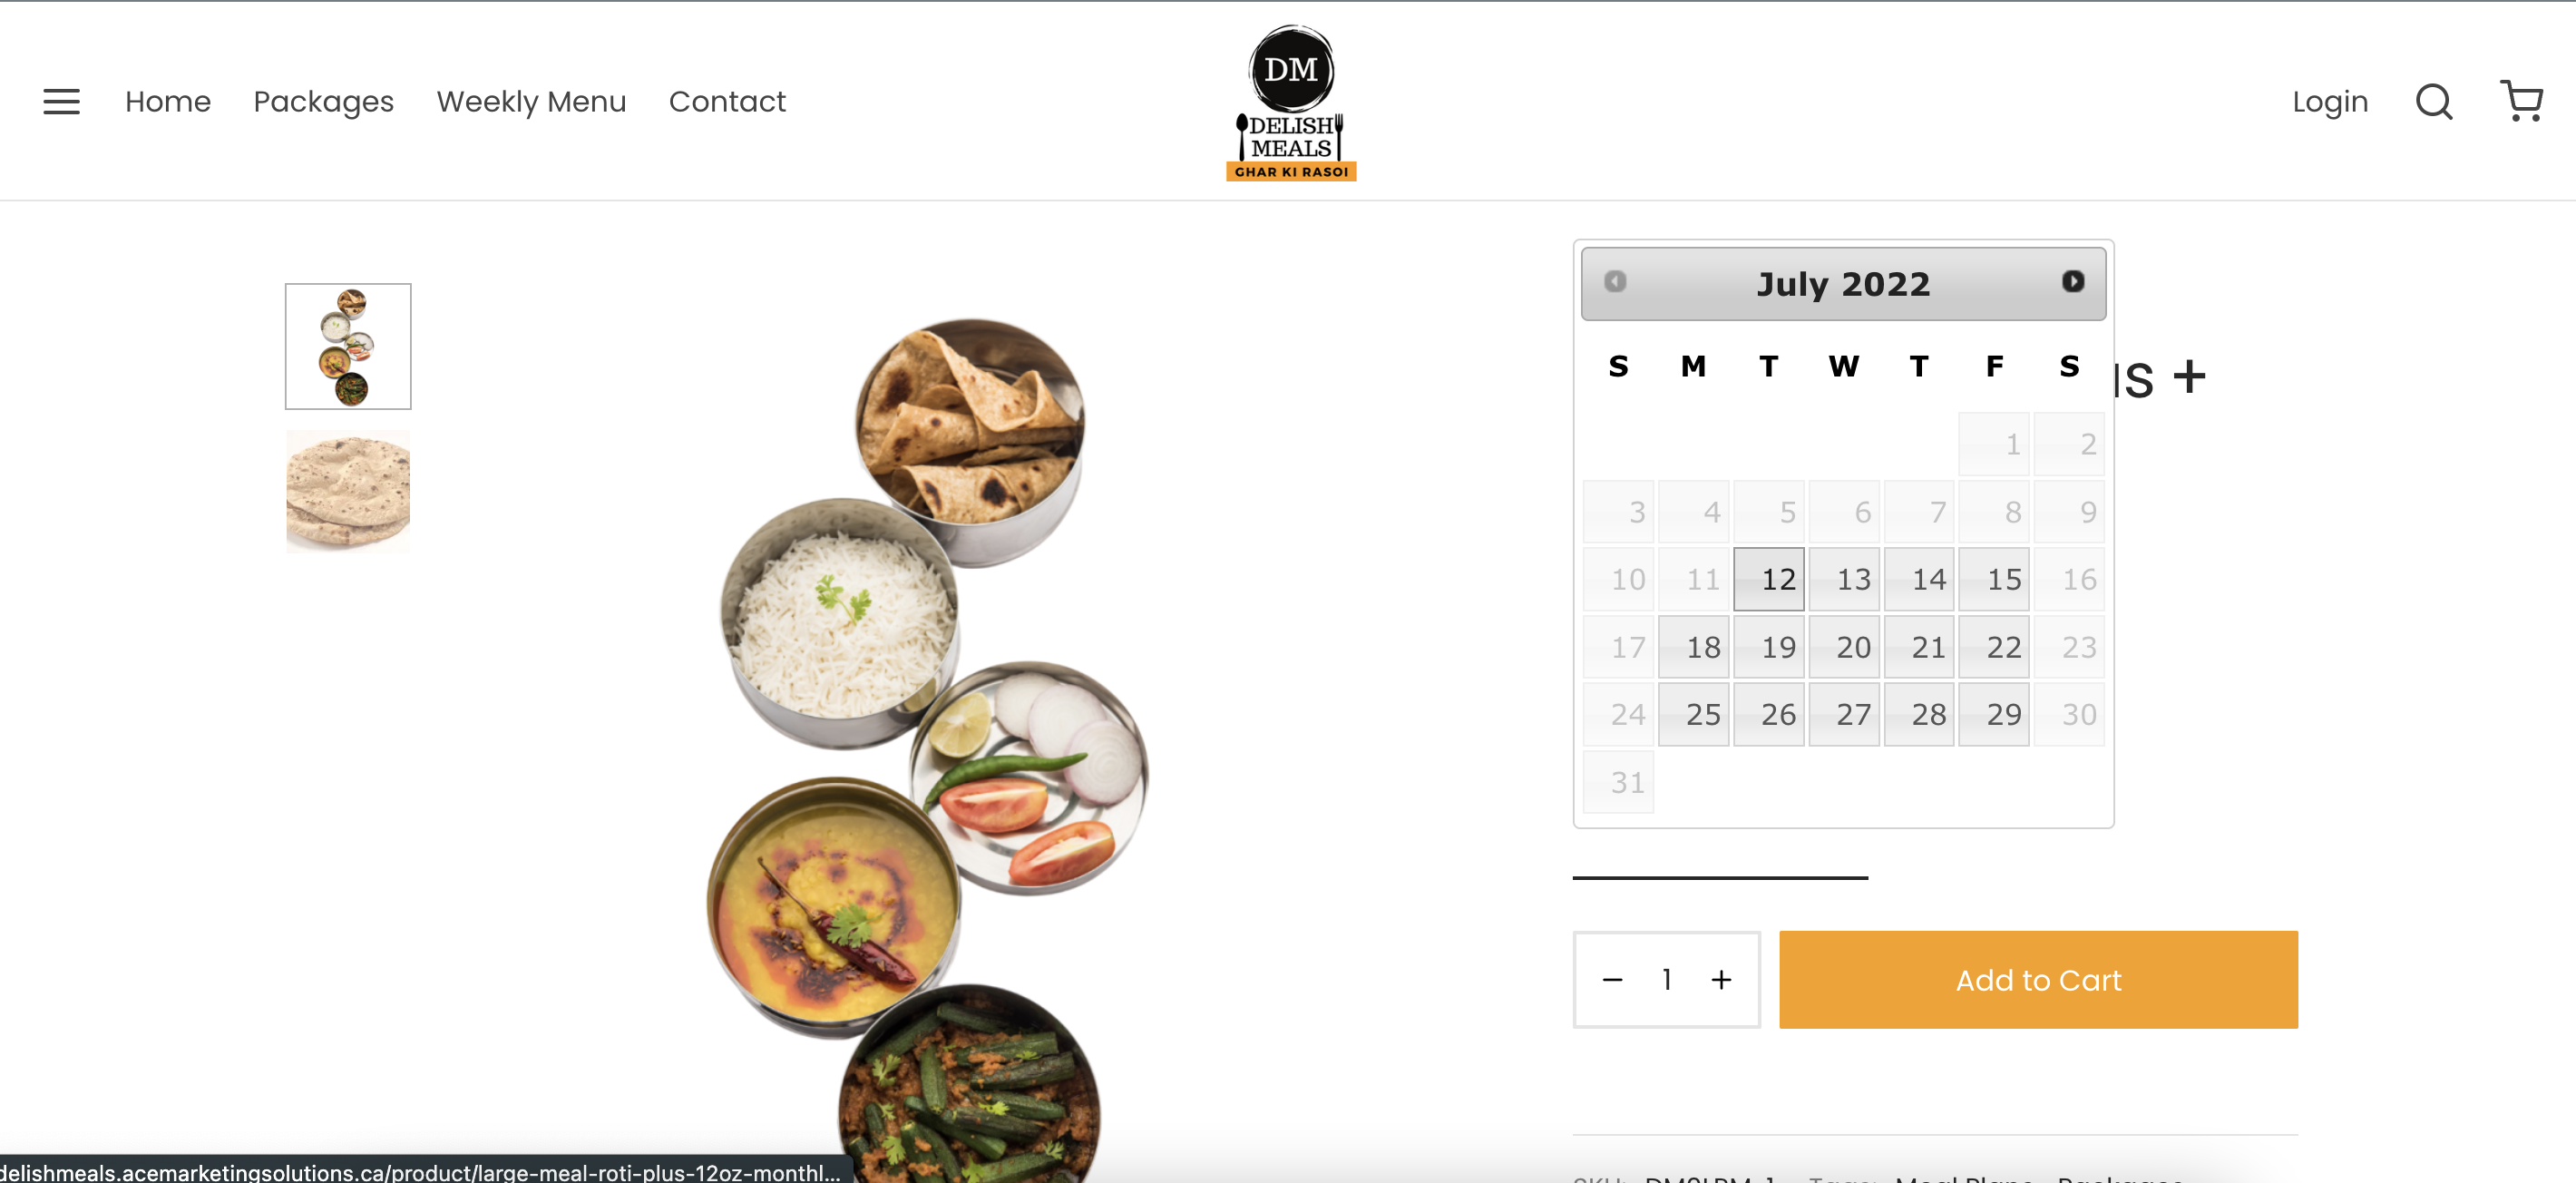 Home Packages Weekly Menu Contact
DM
DELISH
MEALS
GHAR KI RASOI
Login
July 2022
S M T W T F S
1 2
3 4 5 6 7 8 9
10 11 12 13 14 15 16
17 18 19 20 21 22 23
24 25 26 27 28 29 30
31
+
− 1 +
Add to Cart
delishmeals.acemarketingsolutions.ca/product/large-meal-roti-plus-12oz-monthl...